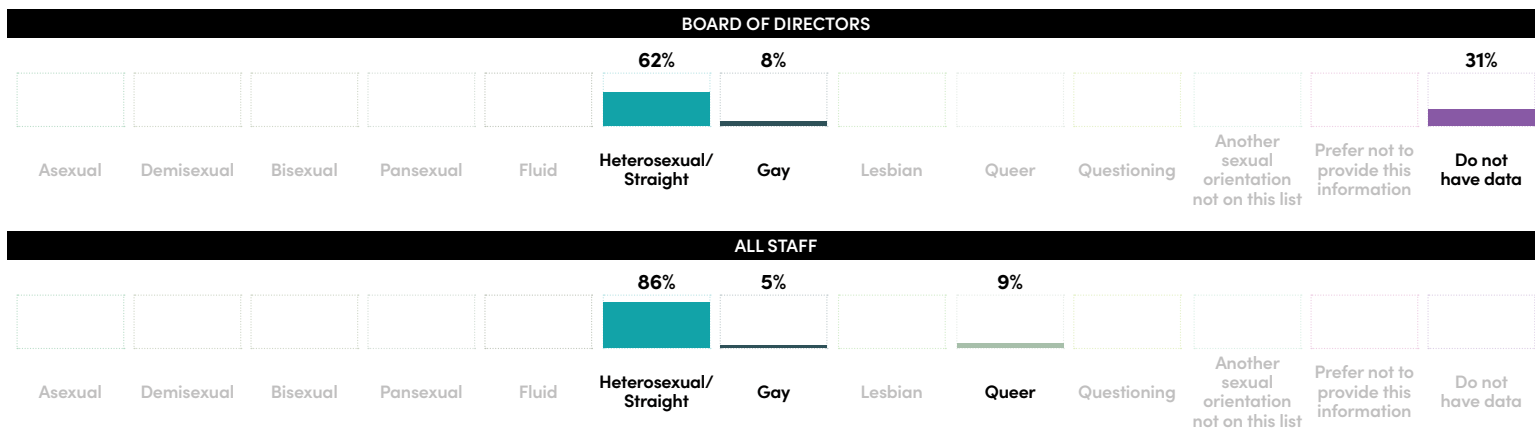 BOARD OF DIRECTORS
62% 8% 31%
Asexual Demisexual Bisexual Pansexual Fluid Heterosexual/
Straight Gay Lesbian Queer Questioning Another
sexual
orientation
not on this list Prefer not to
provide this
information Do not
have data
ALL STAFF
86% 5% 9%
Asexual Demisexual Bisexual Pansexual Fluid Heterosexual/
Straight Gay Lesbian Queer Questioning Another
sexual
orientation
not on this list Prefer not to
provide this
information Do not
have data